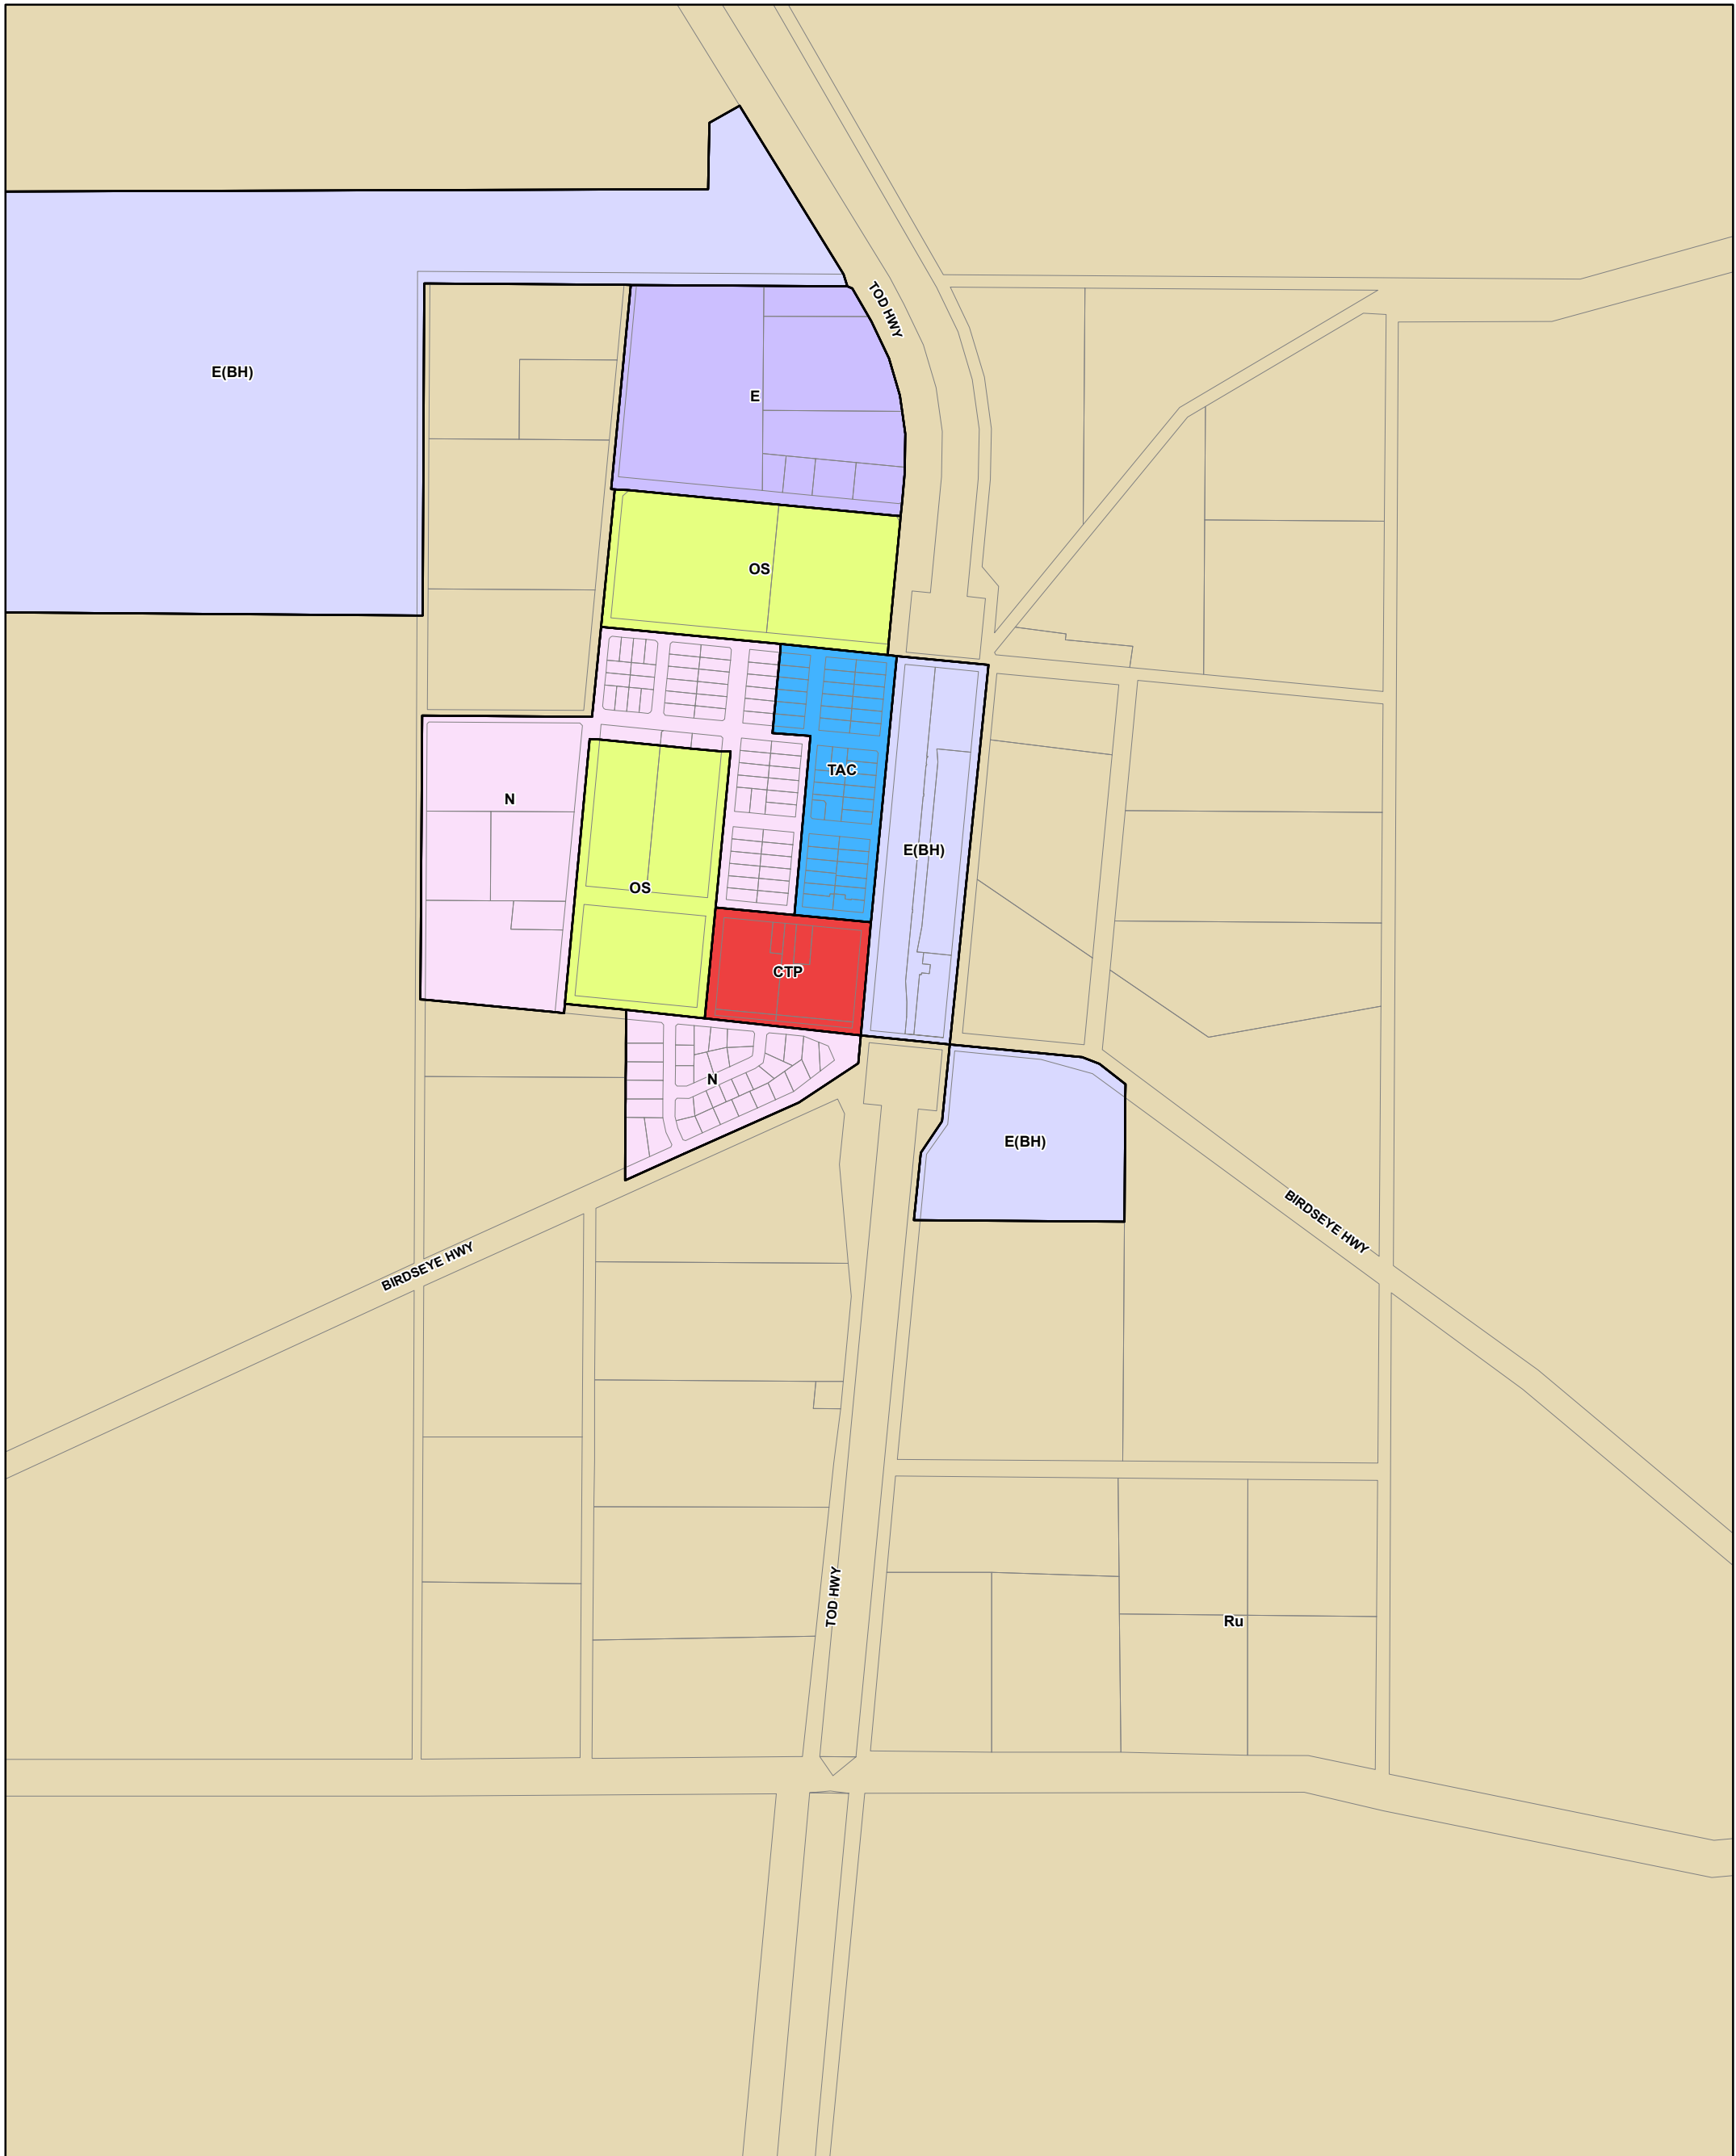 TOD HWY
E(BH)
E
OS
TAC
N
E(BH)
OS
CTP
N
E(BH)
BIRDSEYE HWY
BIRDSEYE HWY
TOD HWY
Ru